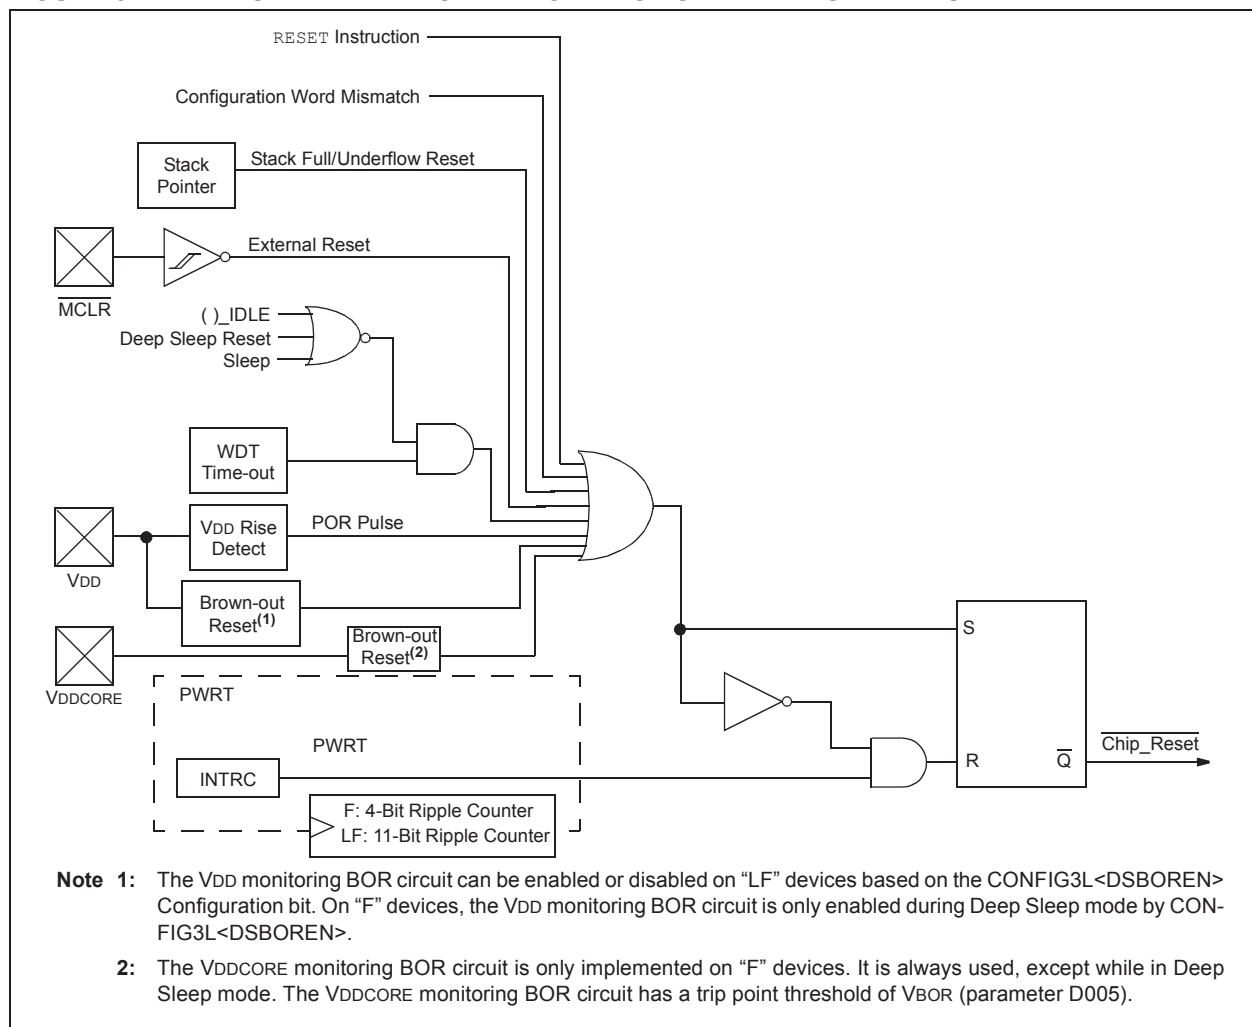 RESET Instruction
Configuration Word Mismatch
Stack
Pointer
Stack Full/Underflow Reset
External Reset
MCLR
( )_IDLE
Deep Sleep Reset
Sleep
WDT
Time-out
VDD Rise
Detect
POR Pulse
VDD
Brown-out
Reset(1)
Brown-out
Reset(2)
VDDCORE
PWRT
PWRT
INTRC
F: 4-Bit Ripple Counter
LF: 11-Bit Ripple Counter
S
R
Q
Chip_Reset
Note 1: The VDD monitoring BOR circuit can be enabled or disabled on “LF” devices based on the CONFIG3L<DSBOREN>
Configuration bit. On “F” devices, the VDD monitoring BOR circuit is only enabled during Deep Sleep mode by CON-
FIG3L<DSBOREN>.
2: The VDDCORE monitoring BOR circuit is only implemented on “F” devices. It is always used, except while in Deep
Sleep mode. The VDDCORE monitoring BOR circuit has a trip point threshold of VBOR (parameter D005).